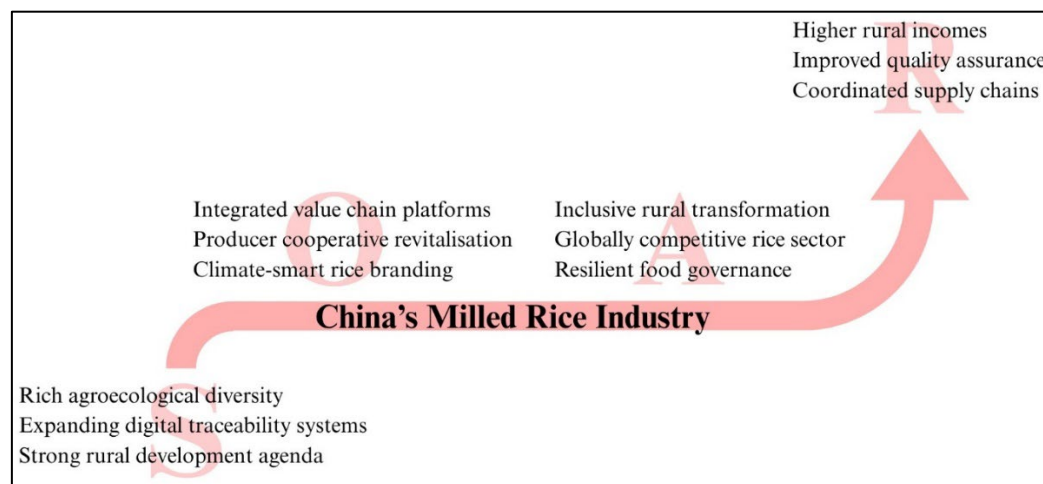 R
Higher rural incomes
Improved quality assurance
Coordinated supply chains
O
Integrated value chain platforms
Producer cooperative revitalisation
Climate-smart rice branding
A
Inclusive rural transformation
Globally competitive rice sector
Resilient food governance
China's Milled Rice Industry
S
Rich agroecological diversity
Expanding digital traceability systems
Strong rural development agenda